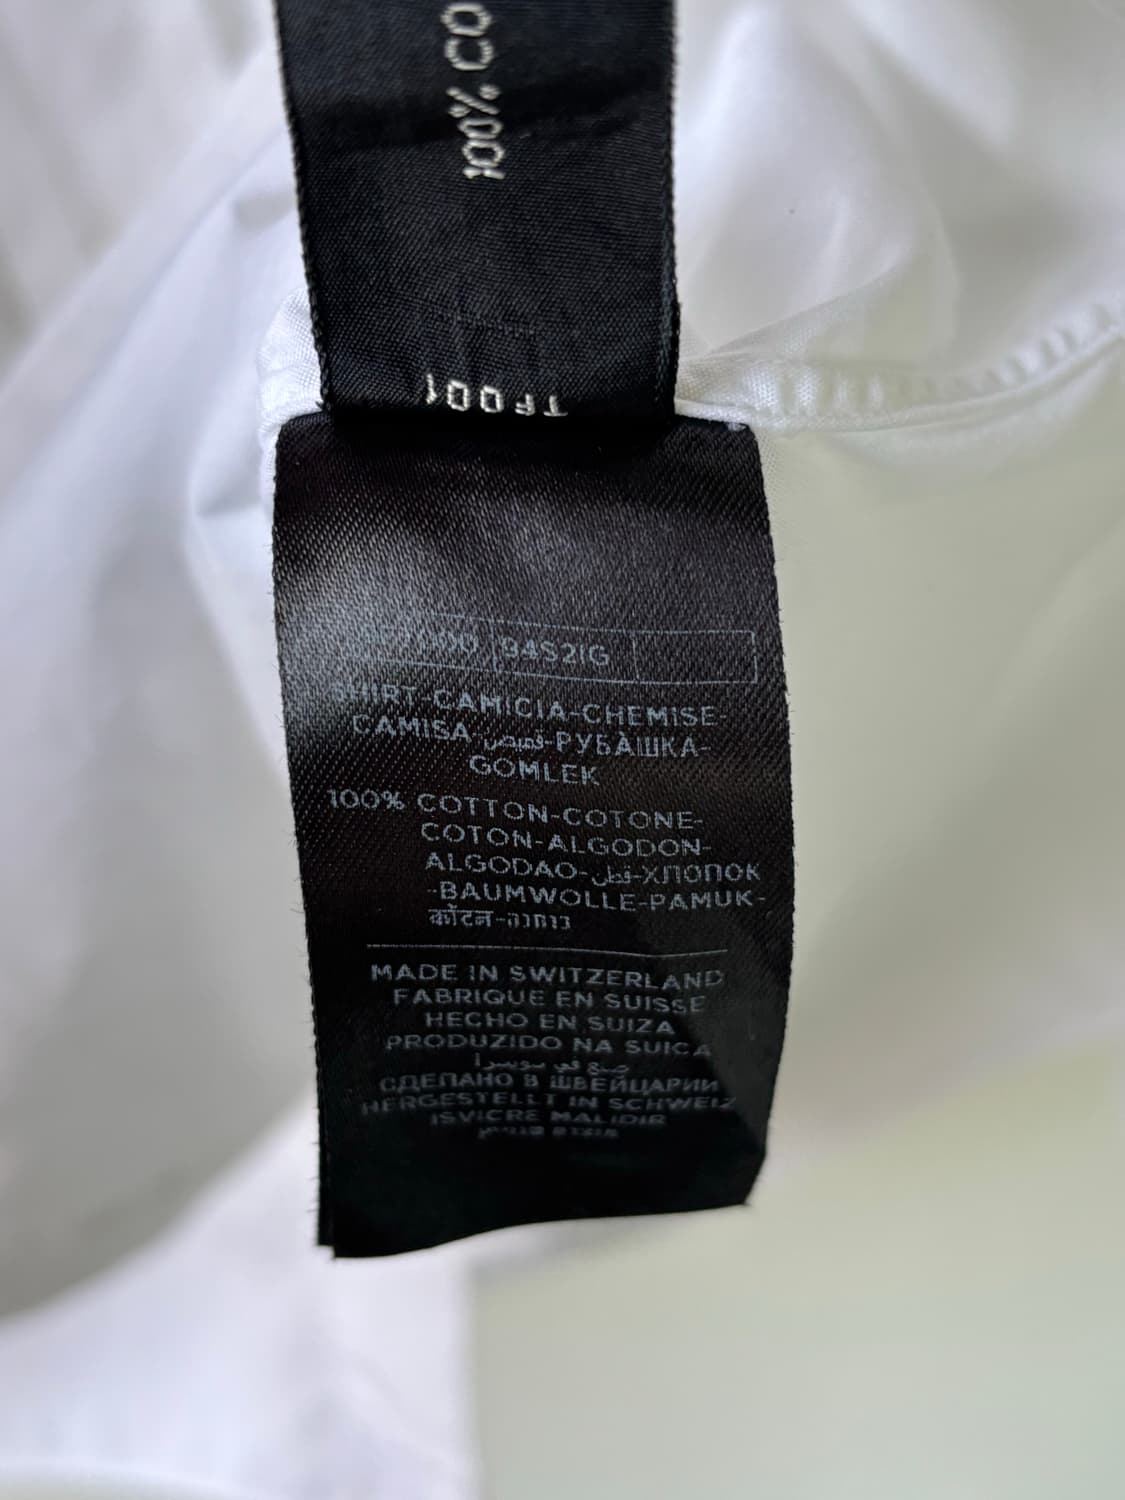 100% CO
TF001
94S2IG
SHIRT-CAMICIA-CHEMISE-
CAMISA-قميص-РУБАШКА-
GOMLEK
100% COTTON-COTONE-
COTON-ALGODON-
ALGODAO-قطن-ХЛОПОК
-BAUMWOLLE-PAMUK-
कॉटन-כותנה
MADE IN SWITZERLAND
FABRIQUE EN SUISSE
HECHO EN SUIZA
PRODUZIDO NA SUICA
صنع في سويسرا
СДЕЛАНО В ШВЕЙЦАРИИ
HERGESTELLT IN SCHWEIZ
ISVICRE MALIDIR